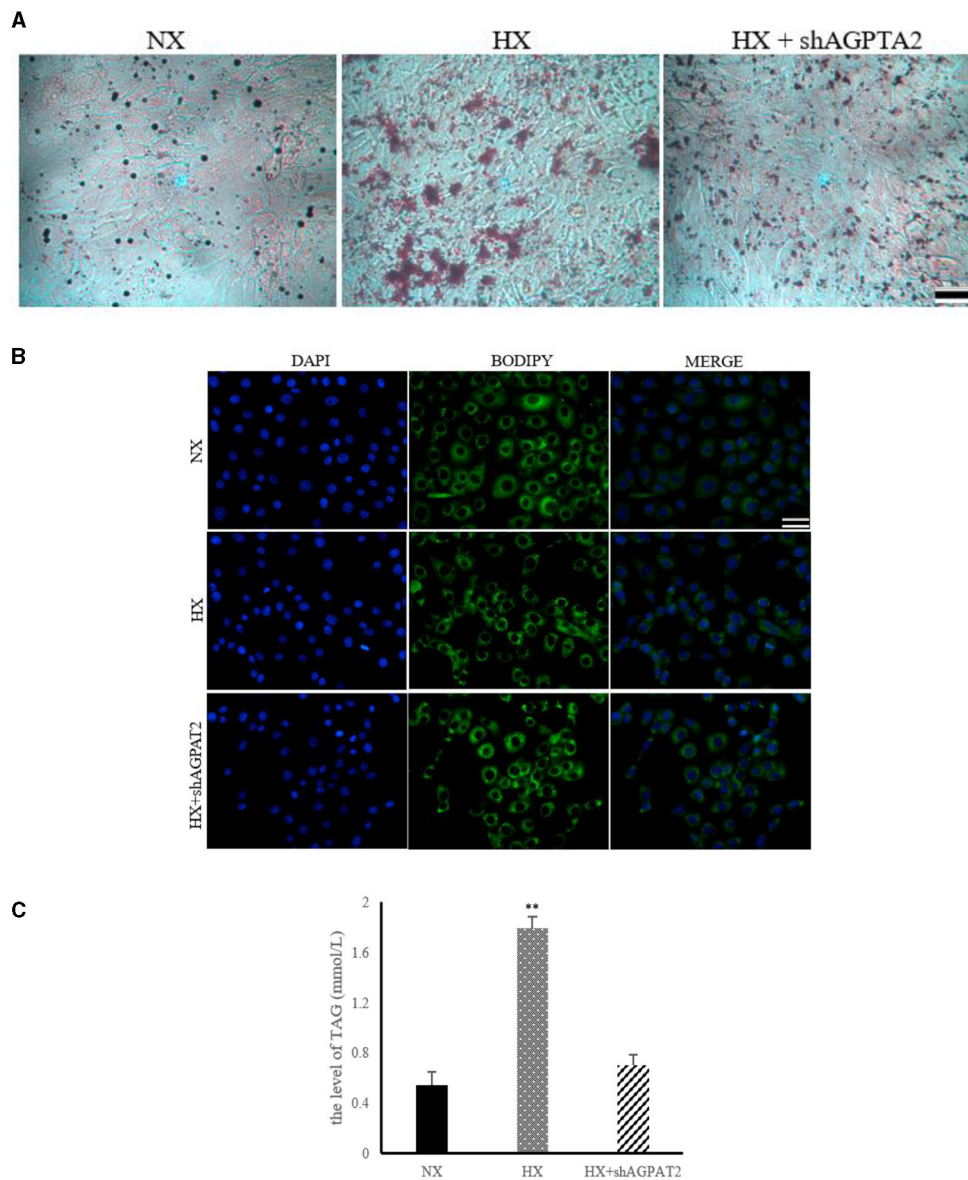 A
NX HX HX + shAGPTA2
B
DAPI BODIPY MERGE
NX
HX
HX+shAGPAT2
C
the level of TAG (mmol/L)
2
**
1.6
1.2
0.8
0.4
0
NX HX HX+shAGPAT2